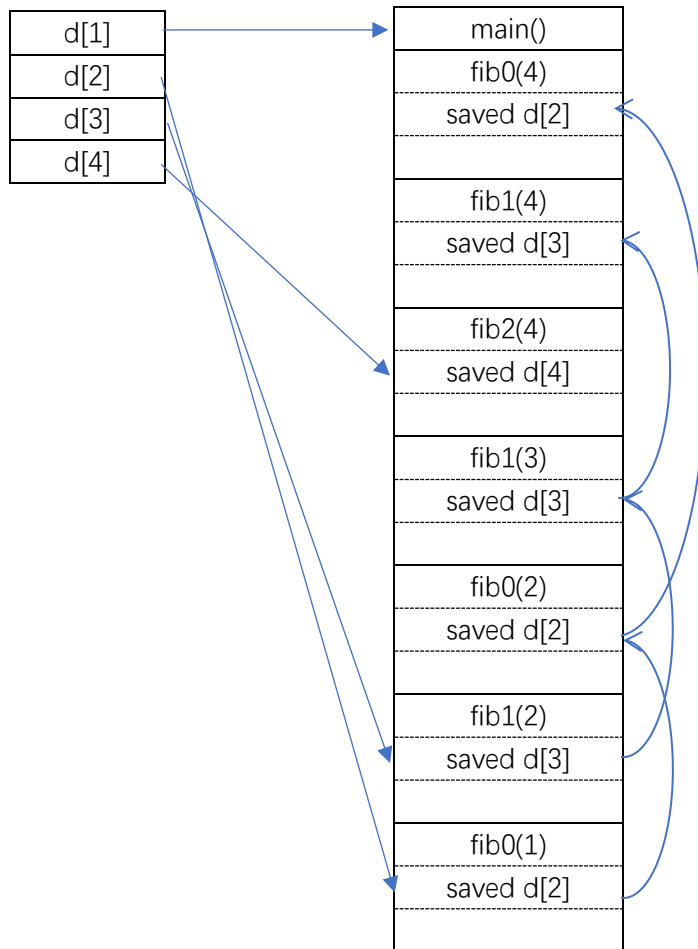 d[1]
d[2]
d[3]
d[4]
main()
fib0(4)
saved d[2]
fib1(4)
saved d[3]
fib2(4)
saved d[4]
fib1(3)
saved d[3]
fib0(2)
saved d[2]
fib1(2)
saved d[3]
fib0(1)
saved d[2]